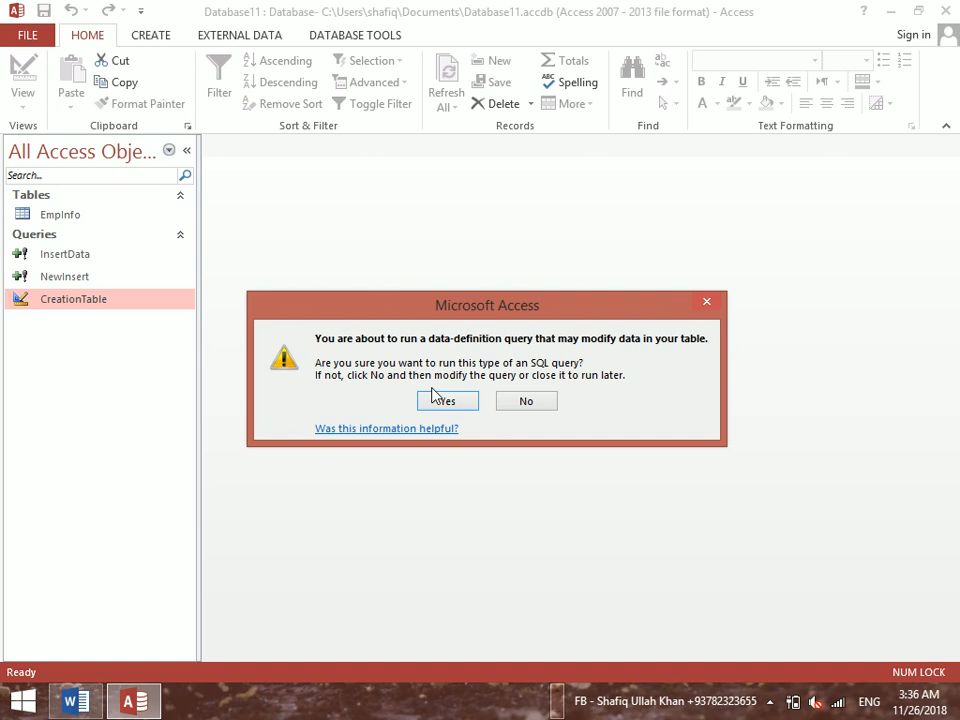 Database11 : Database- C:\Users\shafiq\Documents\Database11.accdb (Access 2007 - 2013 file format) - Access
FILE HOME CREATE EXTERNAL DATA DATABASE TOOLS Sign in
View
Views
Paste
Cut
Copy
Format Painter
Clipboard
Filter
Ascending
Descending
Remove Sort
Selection
Advanced
Toggle Filter
Sort & Filter
Refresh
All
New
Save
Delete
Totals
Spelling
More
Records
Find
Find
Text Formatting
All Access Obje...
Search...
Tables
EmpInfo
Queries
InsertData
NewInsert
CreationTable
Microsoft Access
You are about to run a data-definition query that may modify data in your table.
Are you sure you want to run this type of an SQL query?
If not, click No and then modify the query or close it to run later.
Yes No
Was this information helpful?
Ready NUM LOCK
FB - Shafiq Ullah Khan +93782323655 ENG 3:36 AM
11/26/2018